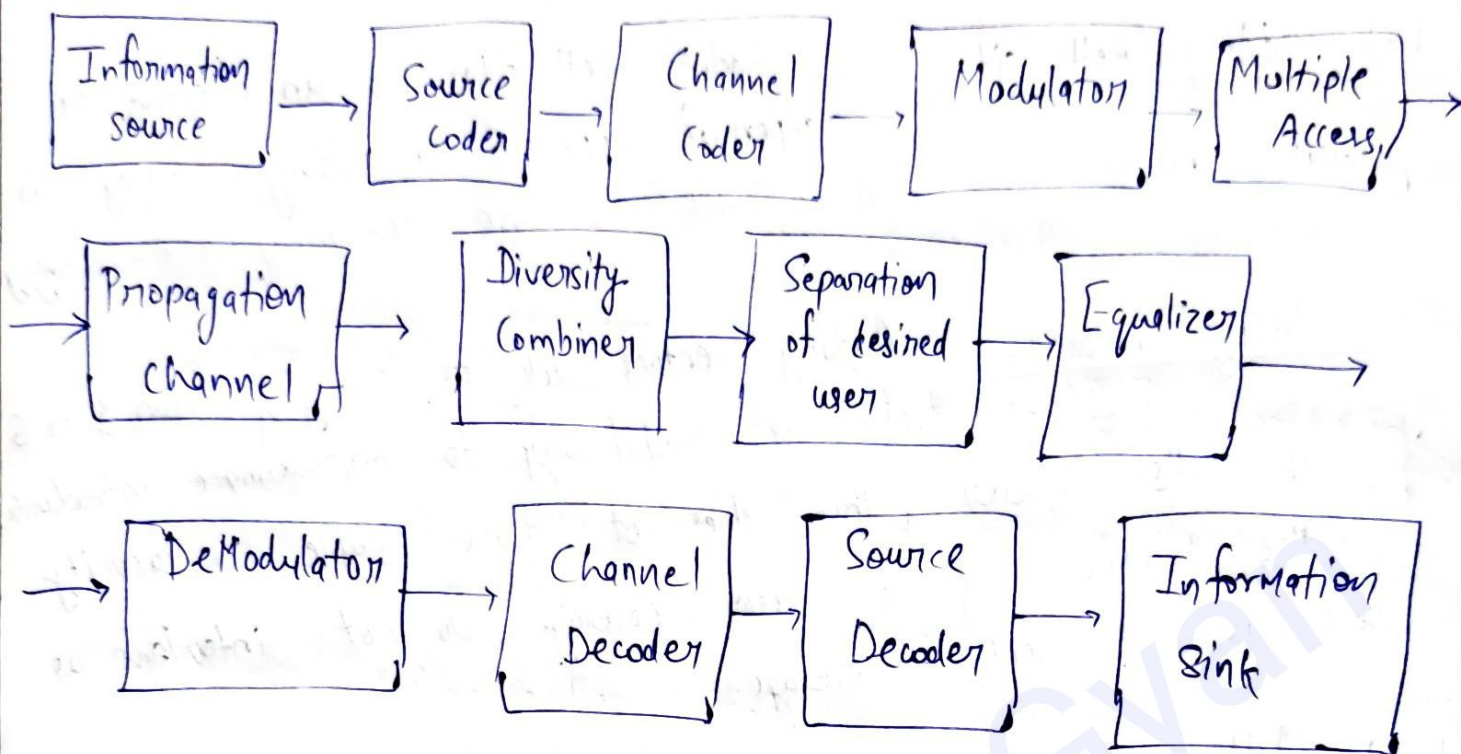 Information
source
Source
coder
Channel
Coder
Modulator
Multiple
Access
Propagation
channel
Diversity
Combiner
Separation
of desired
user
Equalizer
DeModulator
Channel
Decoder
Source
Decoder
Information
sink
Gyan